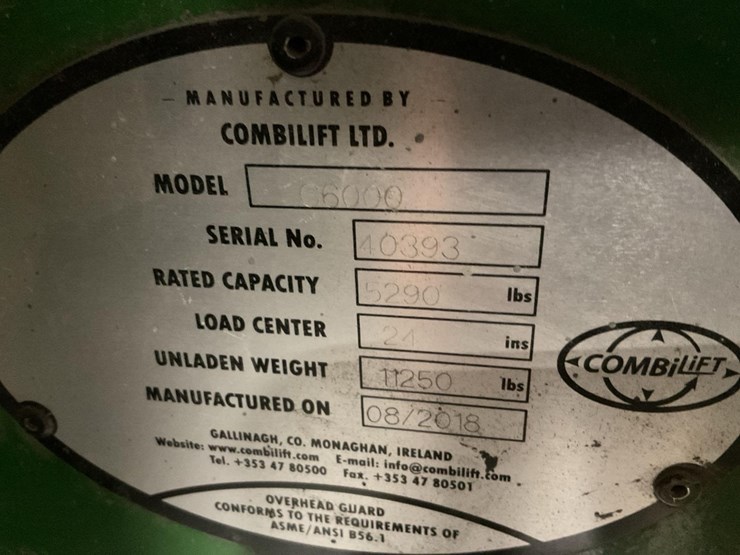 MANUFACTURED BY
COMBILIFT LTD.
MODEL C6000
SERIAL No. 40393
RATED CAPACITY 5290 lbs
LOAD CENTER 24 ins
UNLADEN WEIGHT 11250 lbs
MANUFACTURED ON 08/2018
COMBiLiFT
GALLINAGH, CO. MONAGHAN, IRELAND
Website: www.combilift.com E-mail: info@combilift.com
Tel. +353 47 80500 Fax. +353 47 80501
OVERHEAD GUARD
CONFORMS TO THE REQUIREMENTS OF
ASME/ANSI B56.1